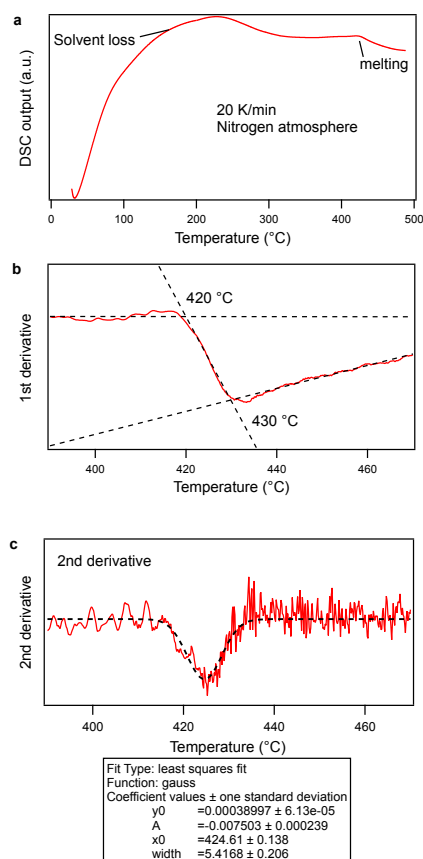 a
Solvent loss
melting
20 K/min
Nitrogen atmosphere
DSC output (a.u.)
0 100 200 300 400 500
Temperature (°C)
b
420 °C
430 °C
1st derivative
400 420 440 460
Temperature (°C)
c
2nd derivative
2nd derivative
400 420 440 460
Temperature (°C)
Fit Type: least squares fit
Function: gauss
Coefficient values ± one standard deviation
y0 =0.00038997 ± 6.13e-05
A =-0.007503 ± 0.000239
x0 =424.61 ± 0.138
width =5.4168 ± 0.206